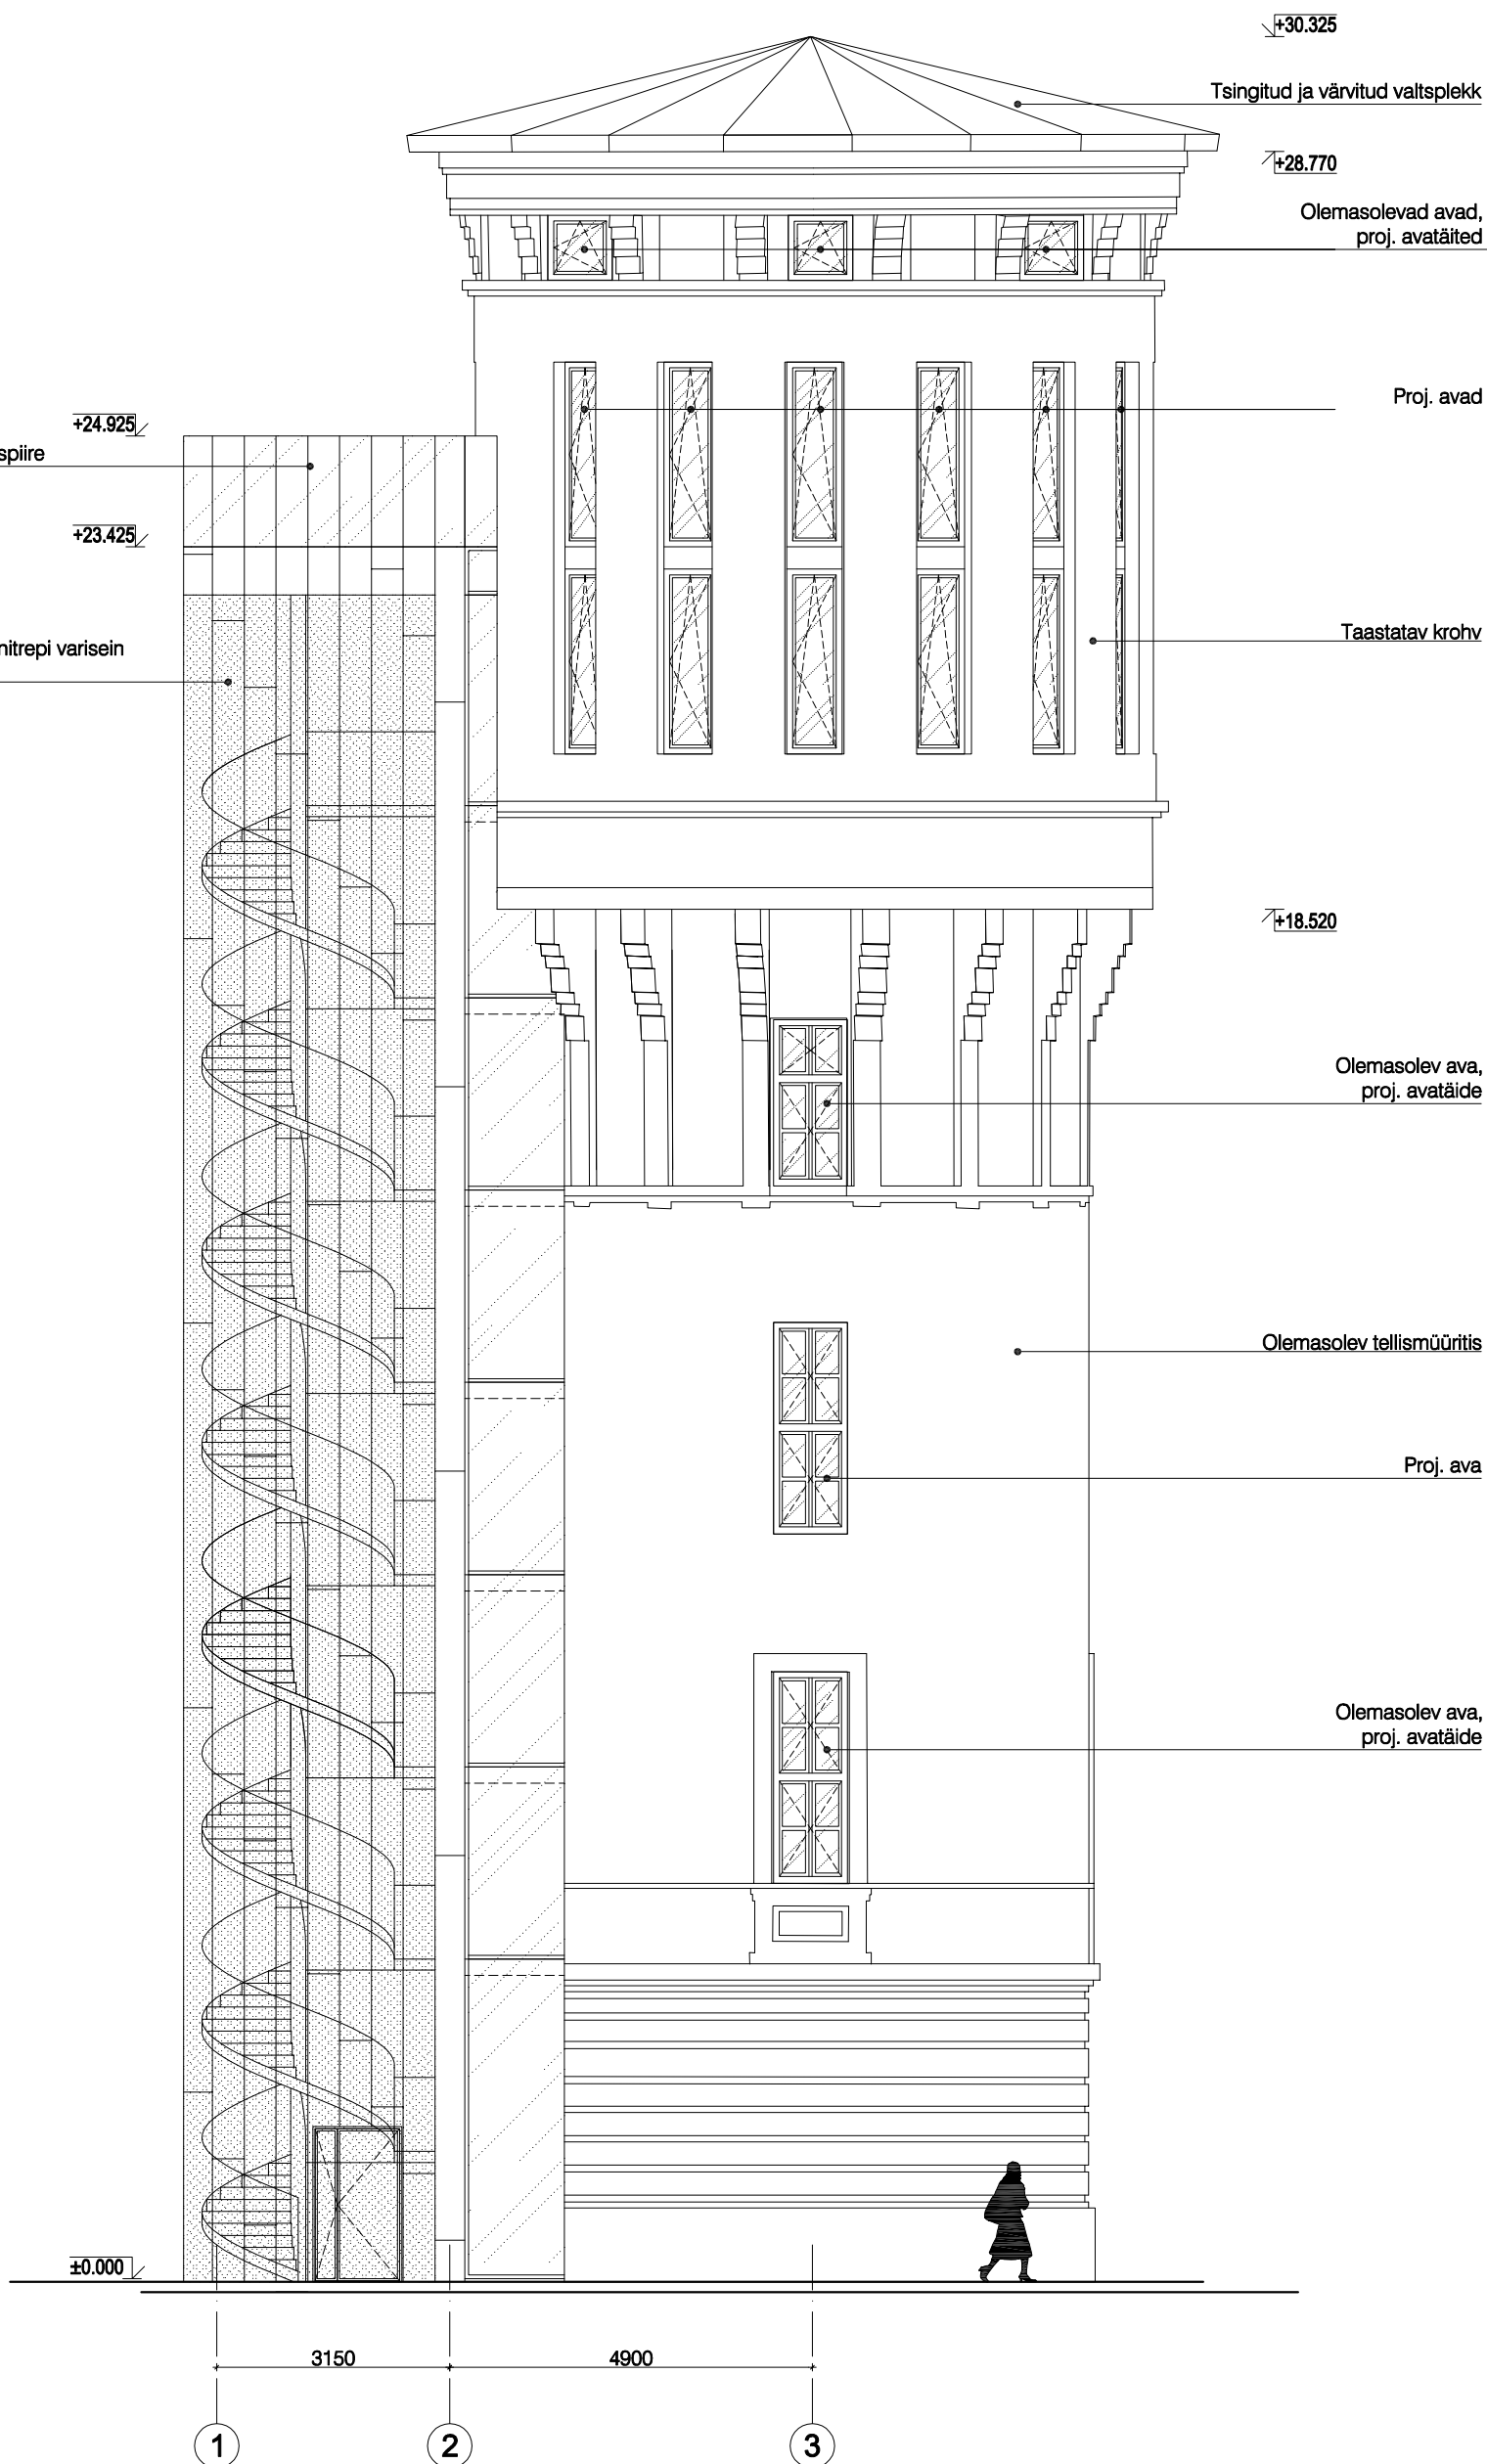 +30.325
Tsingitud ja värvitud valtsplekk
+28.770
Olemasolevad avad,
proj. avatäited
Proj. avad
+24.925
spiire
+23.425
Taastatav krohv
nitrepi varisein
+18.520
Olemasolev ava,
proj. avatäide
Olemasolev tellismüüritis
Proj. ava
Olemasolev ava,
proj. avatäide
±0.000
3150
4900
1
2
3